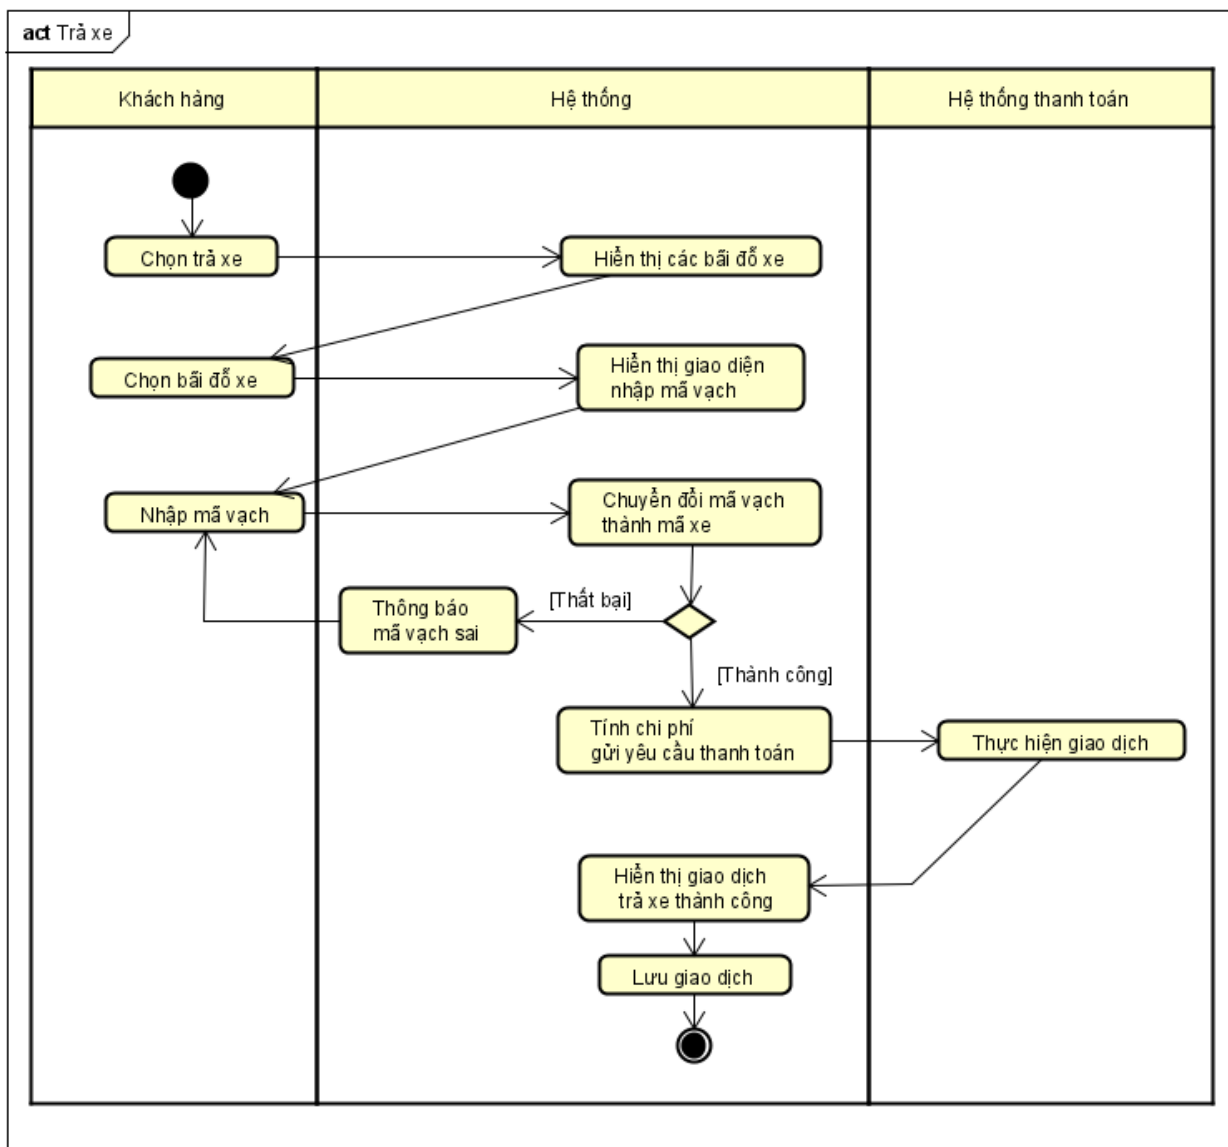 act Trả xe
Khách hàng
Hệ thống
Hệ thống thanh toán
Chọn trả xe
Hiển thị các bãi đỗ xe
Chọn bãi đỗ xe
Hiển thị giao diện
nhập mã vạch
Nhập mã vạch
Chuyển đổi mã vạch
thành mã xe
Thông báo
mã vạch sai
[Thất bại]
[Thành công]
Tính chi phí
gửi yêu cầu thanh toán
Thực hiện giao dịch
Hiển thị giao dịch
trả xe thành công
Lưu giao dịch